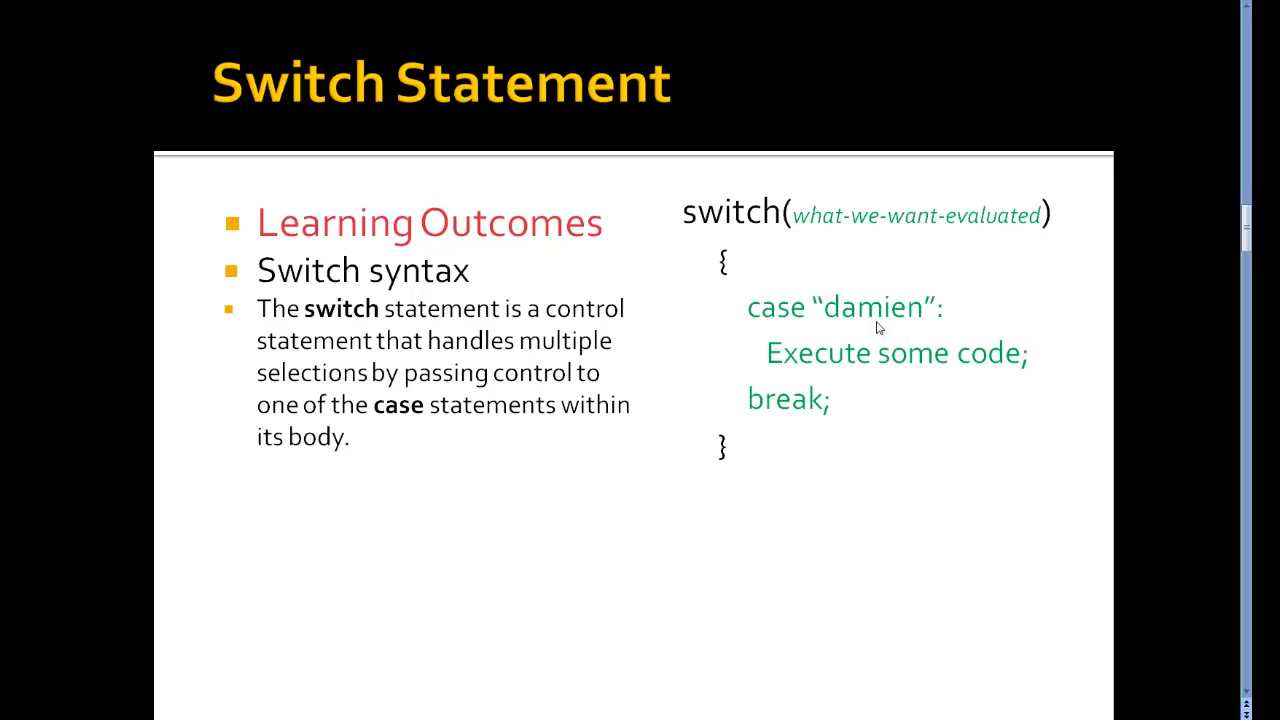 Switch Statement
Learning Outcomes
Switch syntax
The switch statement is a control
statement that handles multiple
selections by passing control to
one of the case statements within
its body.
switch(what-we-want-evaluated)
{
case “damien”:
Execute some code;
break;
}